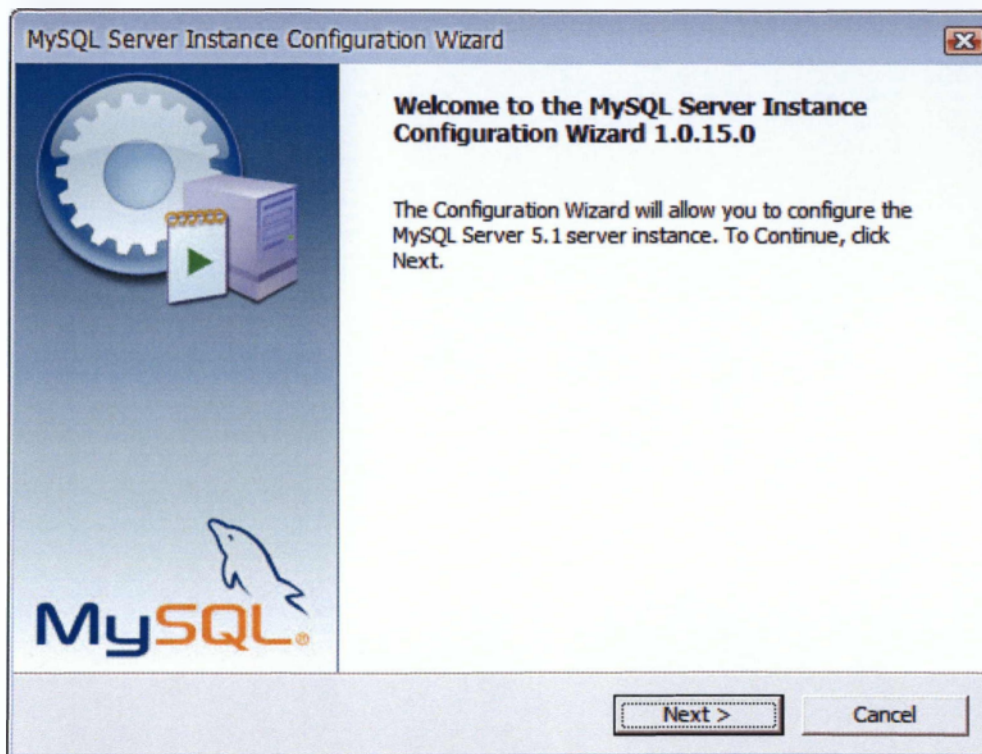 MySQL Server Instance Configuration Wizard
Welcome to the MySQL Server Instance
Configuration Wizard 1.0.15.0
The Configuration Wizard will allow you to configure the
MySQL Server 5.1 server instance. To Continue, click
Next.
MySQL®
Next >
Cancel